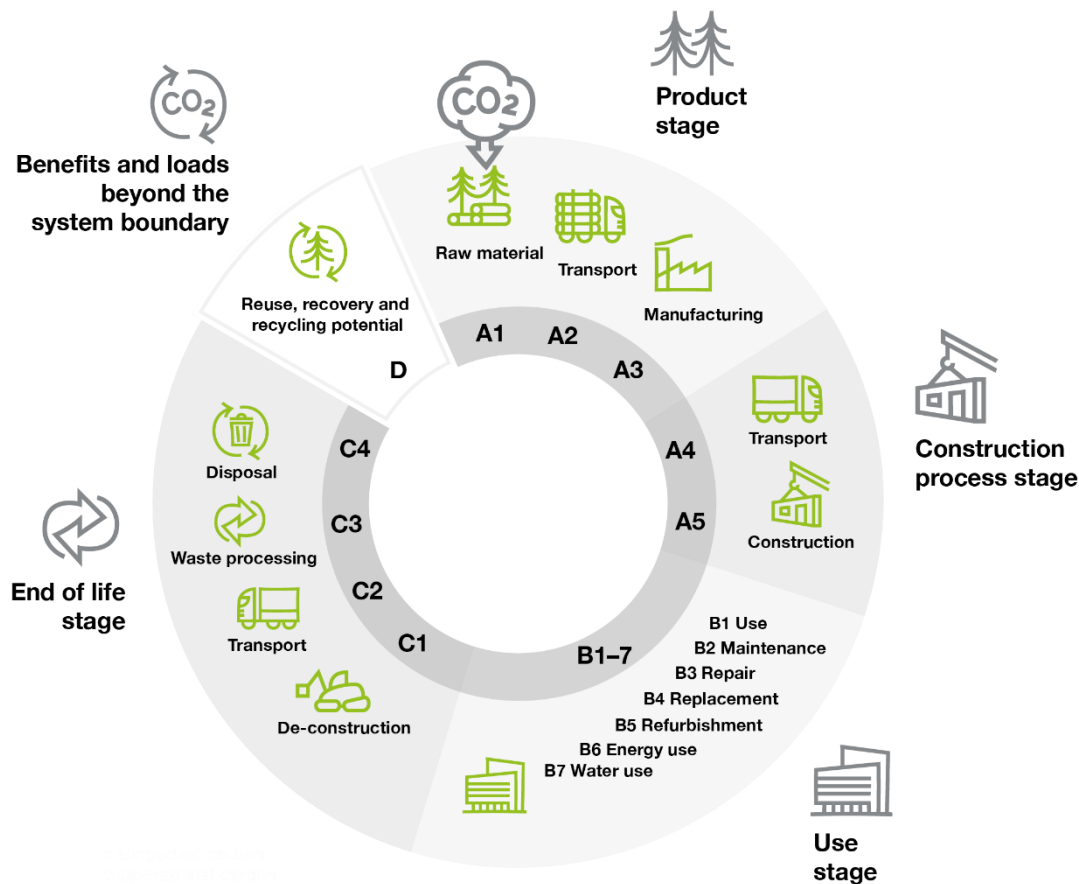 CO2
CO2
Product
stage
Benefits and loads
beyond the
system boundary
Raw material
Transport
Manufacturing
Reuse, recovery and
recycling potential
A1
A2
A3
D
Transport
Construction
process stage
Disposal
C4
A4
C3
A5
Construction
Waste processing
End of life
stage
C2
Transport
C1
B1–7
De-construction
B1 Use
B2 Maintenance
B3 Repair
B4 Replacement
B5 Refurbishment
B6 Energy use
B7 Water use
Use
stage